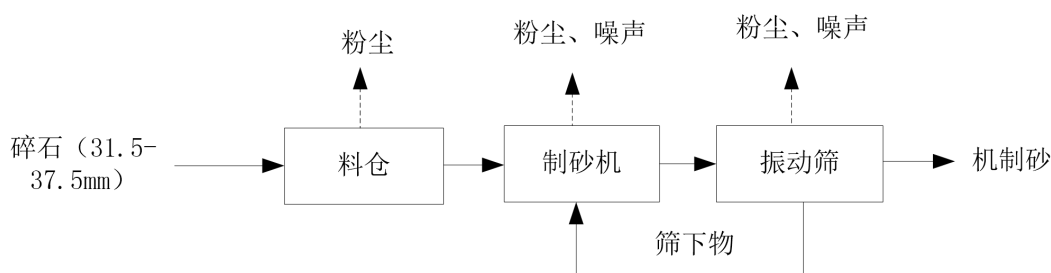 粉尘
粉尘、噪声
粉尘、噪声
碎石（31.5-
37.5mm）
料仓
制砂机
振动筛
机制砂
筛下物